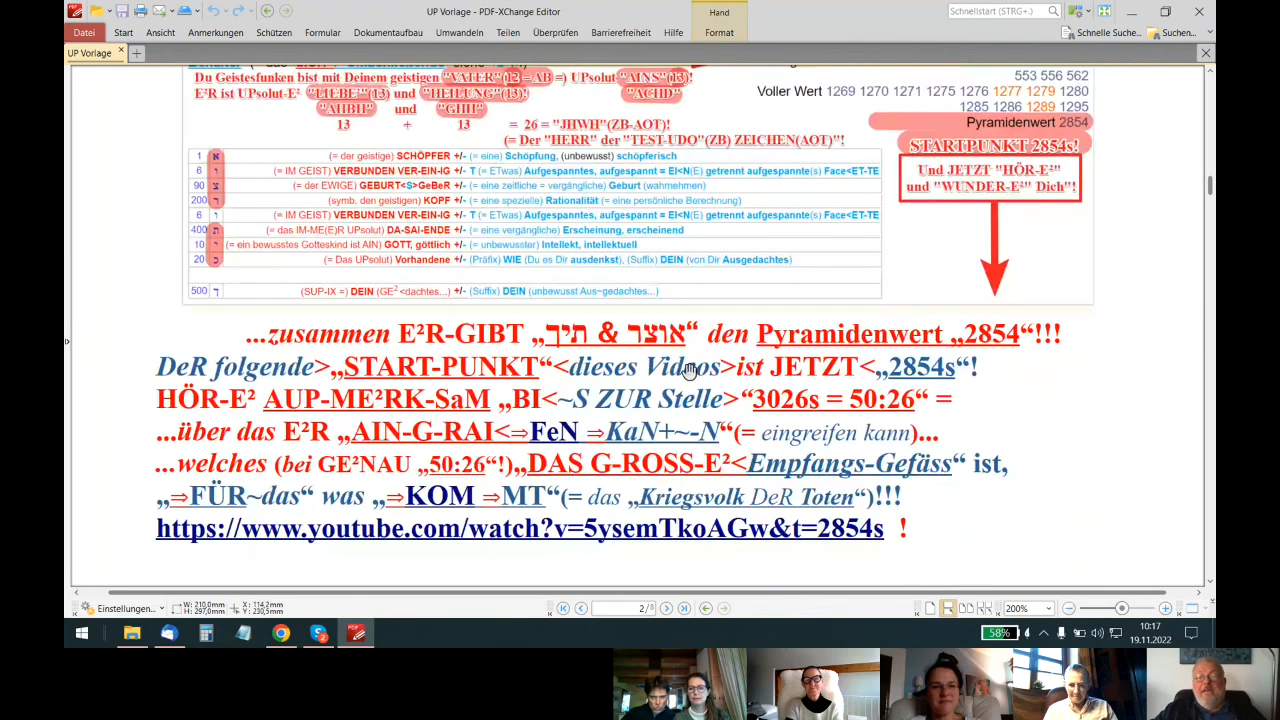 UP Vorlage - PDF-XChange Editor
Hand
Schnellstart (STRG+.)
Datei Start Ansicht Anmerkungen Schützen Formular Dokumentaufbau Umwandeln Teilen Überprüfen Barrierefreiheit Hilfe Format Schnelle Suche... Suchen...
UP Vorlage
Du Geistesfunken bist mit Deinem geistigen "VATER"(12 = AB =) UPsolut-"AINS"(13)!
E²R ist UPsolut-E² "LIEBE"(13) und "HEILUNG"(13)! "ACHD"
"AHBH" und "GHH"
13 + 13 = 26 = "JHWH"(ZB-AOT)!
(= Der "HERR" der "TEST-UDO"(ZB) ZEICHEN(AOT)"!
553 556 562
Voller Wert 1269 1270 1271 1275 1276 1277 1279 1280
1285 1286 1289 1295
Pyramidenwert 2854
STARTPUNKT 2854s!
Und JETZT "HÖR-E²"
und "WUNDER-E²" Dich"!
1 א (= der geistige) SCHÖPFER +/- (= eine) Schöpfung, (unbewusst) schöpferisch
6 ו (= IM GEIST) VERBUNDEN VER-EIN-IG +/- T (= ETwas) Aufgespanntes, aufgespannt = EI<N(E) getrennt aufgespannte(s) Face<ET-TE
90 צ (= der EWIGE) GEBURT<S>GeBeR +/- (= eine zeitliche = vergängliche) Geburt (wahrnehmen)
200 ר (symb. den geistigen) KOPF +/- (= eine spezielle) Rationalität (= eine persönliche Berechnung)
6 ו (= IM GEIST) VERBUNDEN VER-EIN-IG +/- T (= ETwas) Aufgespanntes, aufgespannt = EI<N(E) getrennt aufgespannte(s) Face<ET-TE
400 ת (= das IM-ME(E)R UPsolut) DA-SAI-ENDE +/- (= eine vergängliche) Erscheinung, erscheinend
10 י (= ein bewusstes Gotteskind ist AIN) GOTT, göttlich +/- (= unbewusster) Intellekt, intellektuell
20 כ (= Das UPsolut) Vorhandene +/- (Präfix) WIE (Du es Dir ausdenkst), (Suffix) DEIN (von Dir Ausgedachtes)
500 ך (SUP-IX =) DEIN (GE² <dachtes...) +/- (Suffix) DEIN (unbewusst Aus~gedachtes...)
...zusammen E²R-GIBT „אוצר & תיך“ den Pyramidenwert „2854“!!!
DeR folgende>„START-PUNKT“<dieses Videos>ist JETZT<„2854s“!
HÖR-E² AUP-ME²RK-SaM „BI<~S ZUR Stelle>“3026s = 50:26“ =
...über das E²R „AIN-G-RAI<⇒FeN ⇒KaN+~-N“(= eingreifen kann)...
...welches (bei GE²NAU „50:26“!)„DAS G-ROSS-E²<Empfangs-Gefäss“ ist,
„⇒FÜR~das“ was „⇒KOM ⇒MT“(= das „Kriegsvolk DeR Toten“)!!!
https://www.youtube.com/watch?v=5ysemTkoAGw&t=2854s !
Einstellungen... W: 210,0mm H: 297,0mm X: 114,2mm Y: 230,5mm 2/8 200%
58% 10:17
19.11.2022